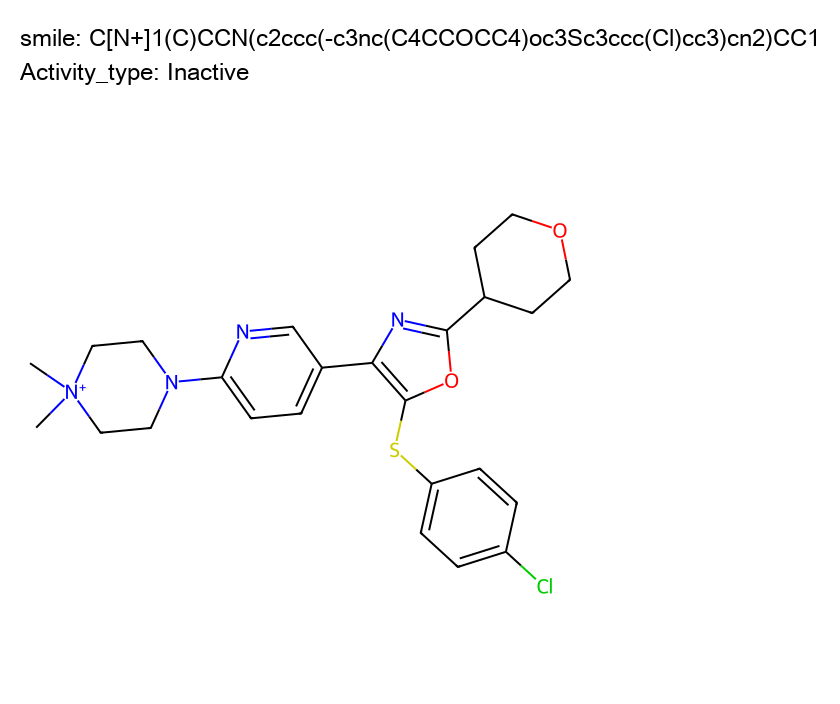 smile: C[N+]1(C)CCN(c2ccc(-c3nc(C4CCOCC4)oc3Sc3ccc(Cl)cc3)cn2)CC1
Activity_type: Inactive
O
N
N
N
N+
O
S
Cl